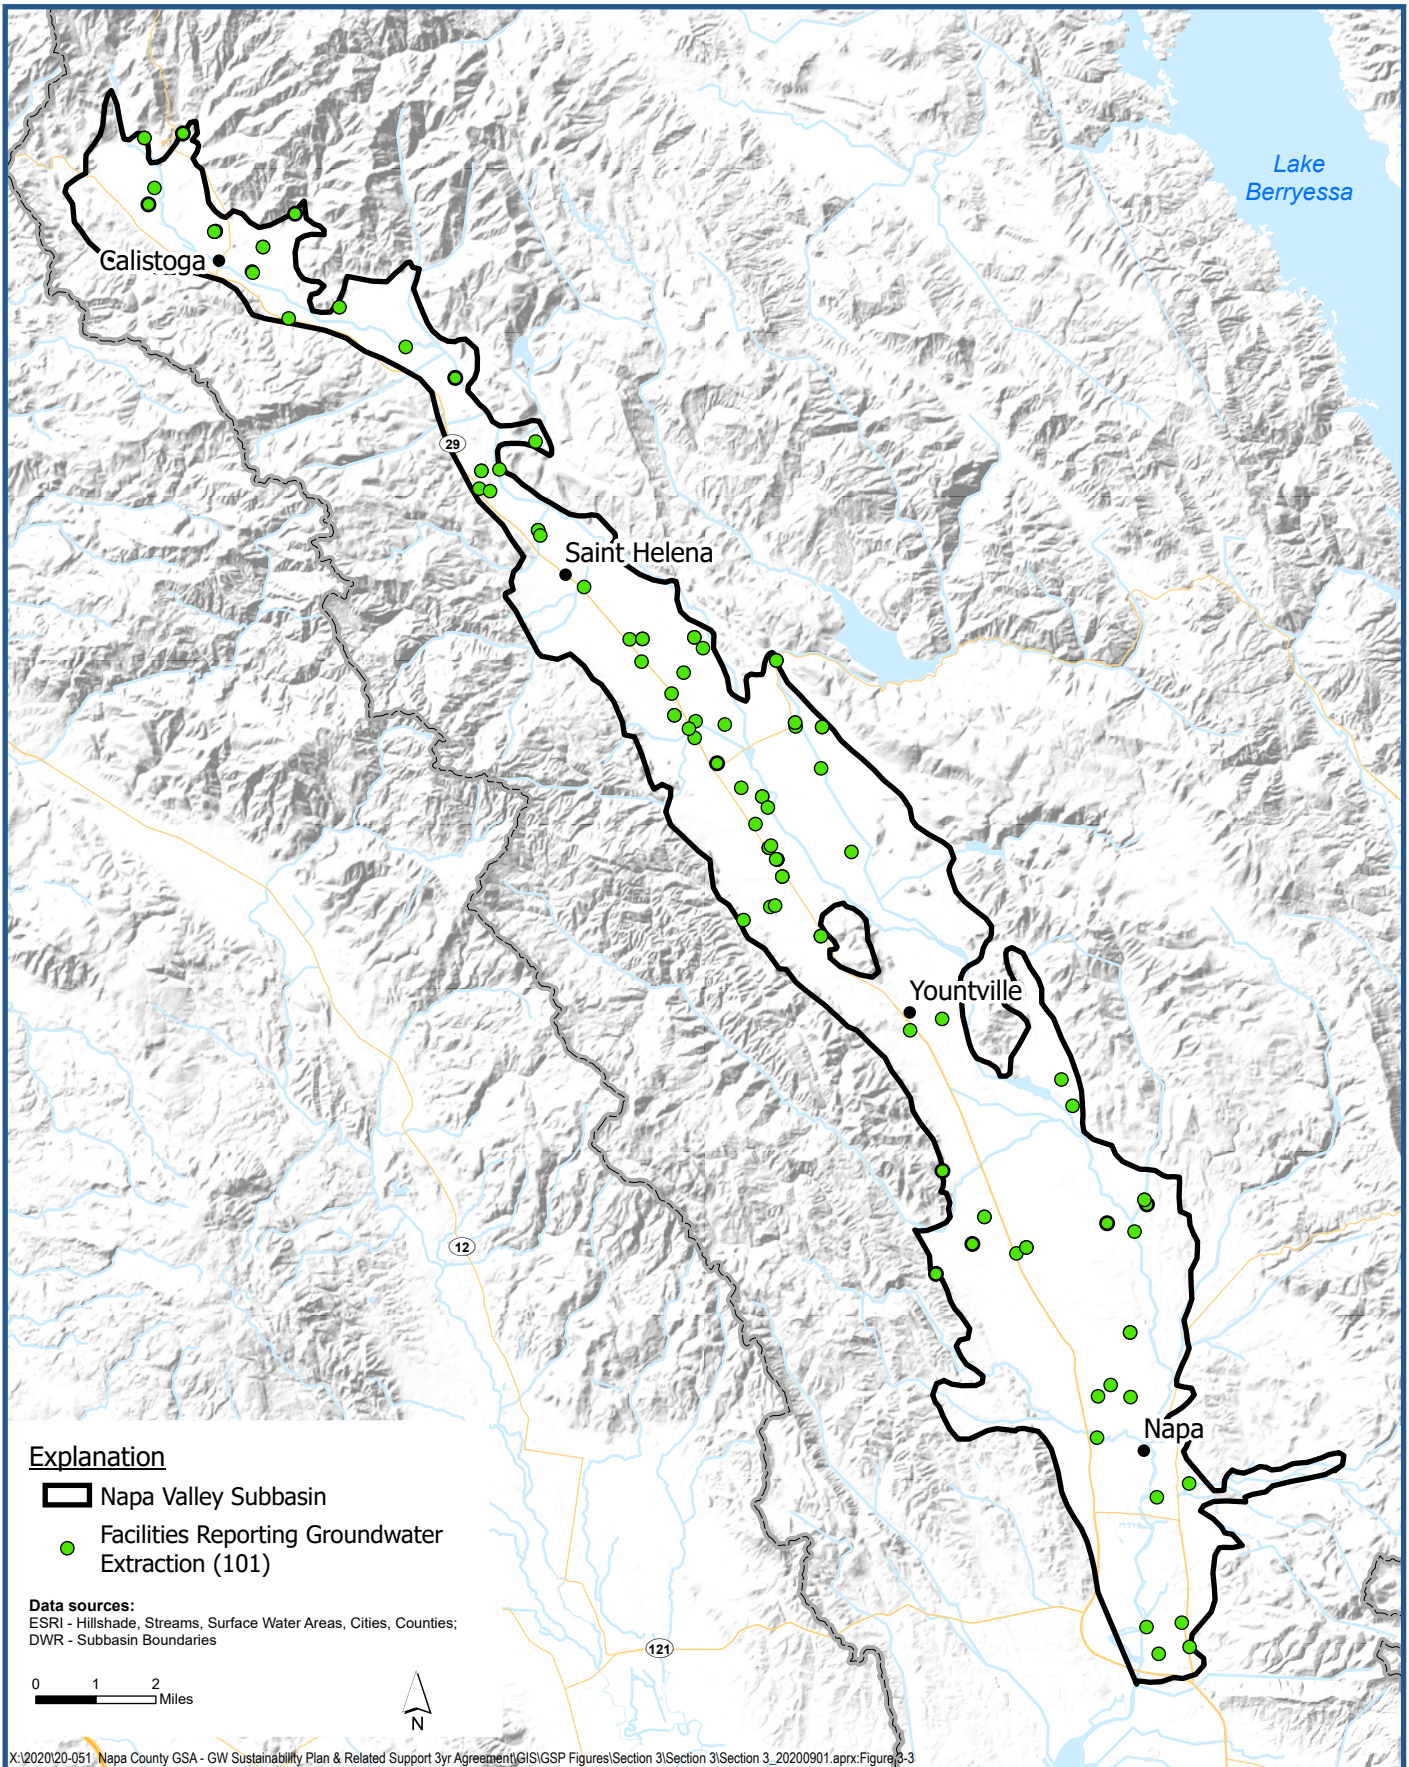 Lake
Berryessa
Calistoga
29
Saint Helena
Yountville
12
Napa
Explanation
Napa Valley Subbasin
Facilities Reporting Groundwater
Extraction (101)
Data sources:
ESRI - Hillshade, Streams, Surface Water Areas, Cities, Counties;
DWR - Subbasin Boundaries
0 1 2
Miles
N
121
X:\2020\20-051 Napa County GSA - GW Sustainability Plan & Related Support 3yr Agreement\GIS\GSP Figures\Section 3\Section 3\Section 3_20200901.aprx:Figure 3-3